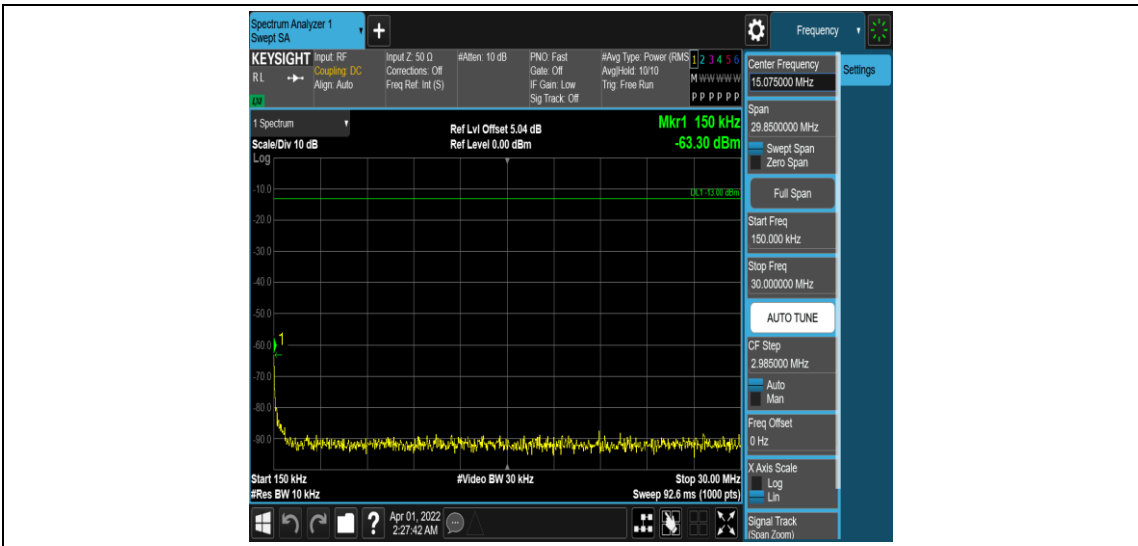 Spectrum Analyzer 1
Swept SA
+
Frequency
KEYSIGHT
RL
LXI
Input: RF
Coupling: DC
Align: Auto
Input Z: 50 Ω
Corrections: Off
Freq Ref: Int (S)
#Atten: 10 dB
PNO: Fast
Gate: Off
IF Gain: Low
Sig Track: Off
#Avg Type: Power (RMS
Avg|Hold: 10/10
Trig: Free Run
1 2 3 4 5 6
M W W W W W
P P P P P P
1 Spectrum
Scale/Div 10 dB
Log
Ref Lvl Offset 5.04 dB
Ref Level 0.00 dBm
Mkr1 150 kHz
-63.30 dBm
DL1 -13.00 dBm
-10.0
-20.0
-30.0
-40.0
-50.0
-60.0
-70.0
-80.0
-90.0
1
Start 150 kHz
#Res BW 10 kHz
#Video BW 30 kHz
Stop 30.00 MHz
Sweep 92.6 ms (1000 pts)
Center Frequency
15.075000 MHz
Settings
Span
29.8500000 MHz
Swept Span
Zero Span
Full Span
Start Freq
150.000 kHz
Stop Freq
30.000000 MHz
AUTO TUNE
CF Step
2.985000 MHz
Auto
Man
Freq Offset
0 Hz
X Axis Scale
Log
Lin
Signal Track
(Span Zoom)
?
Apr 01, 2022
2:27:42 AM